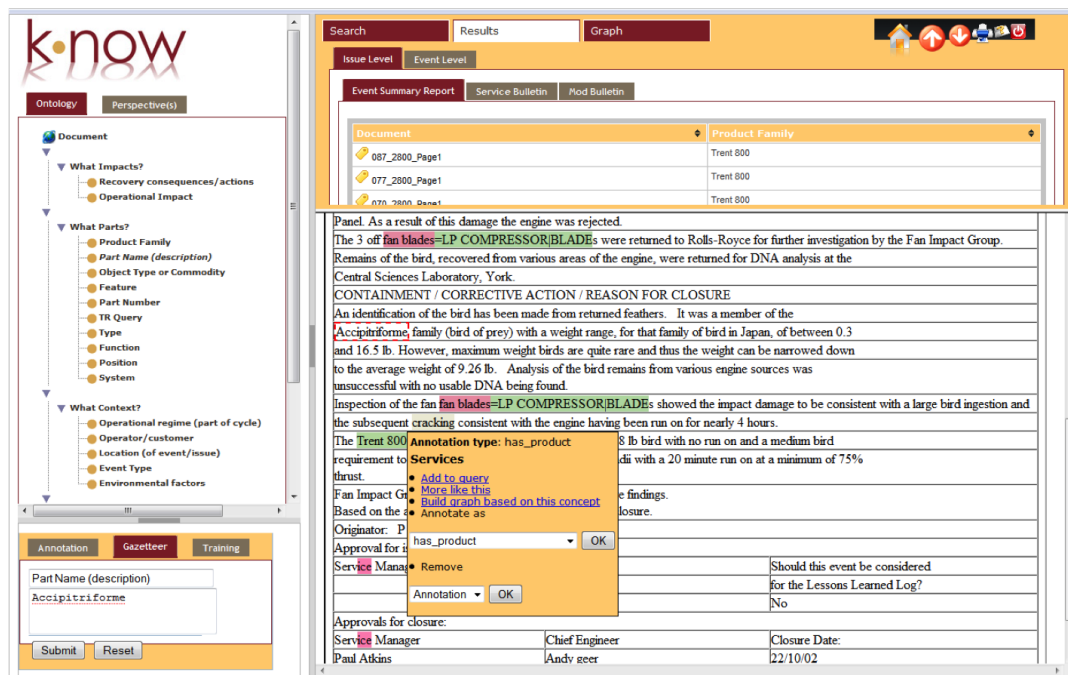 k•now
Ontology
Perspective(s)
Document
What Impacts?
Recovery consequences/actions
Operational Impact
What Parts?
Product Family
Part Name (description)
Object Type or Commodity
Feature
Part Number
TR Query
Type
Function
Position
System
What Context?
Operational regime (part of cycle)
Operator/customer
Location (of event/issue)
Event Type
Environmental factors
Annotation
Gazetteer
Training
Part Name (description)
Accipitriforme
Submit
Reset
Search
Results
Graph
Issue Level
Event Level
Event Summary Report
Service Bulletin
Mod Bulletin
Document
Product Family
087_2800_Page1
Trent 800
077_2800_Page1
Trent 800
070_2800_Page1
Trent 800
Panel. As a result of this damage the engine was rejected.
The 3 off fan blades=LP COMPRESSOR|BLADEs were returned to Rolls-Royce for further investigation by the Fan Impact Group.
Remains of the bird, recovered from various areas of the engine, were returned for DNA analysis at the
Central Sciences Laboratory, York.
CONTAINMENT / CORRECTIVE ACTION / REASON FOR CLOSURE
An identification of the bird has been made from returned feathers. It was a member of the
Accipitriforme family (bird of prey) with a weight range, for that family of bird in Japan, of between 0.3
and 16.5 lb. However, maximum weight birds are quite rare and thus the weight can be narrowed down
to the average weight of 9.26 lb. Analysis of the bird remains from various engine sources was
unsuccessful with no usable DNA being found.
Inspection of the fan fan blades=LP COMPRESSOR|BLADEs showed the impact damage to be consistent with a large bird ingestion and
the subsequent cracking consistent with the engine having been run on for nearly 4 hours.
The Trent 800
8 lb bird with no run on and a medium bird
requirement to
dii with a 20 minute run on at a minimum of 75%
thrust.
Fan Impact Gr
e findings.
Based on the a
losure.
Originator: P
Approval for i
Service Manag
Should this event be considered
for the Lessons Learned Log?
No
Approvals for closure:
Service Manager
Chief Engineer
Closure Date:
Paul Atkins
Andy geer
22/10/02
Annotation type: has_product
Services
Add to query
More like this
Build graph based on this concept
Annotate as
has_product
OK
Remove
Annotation
OK